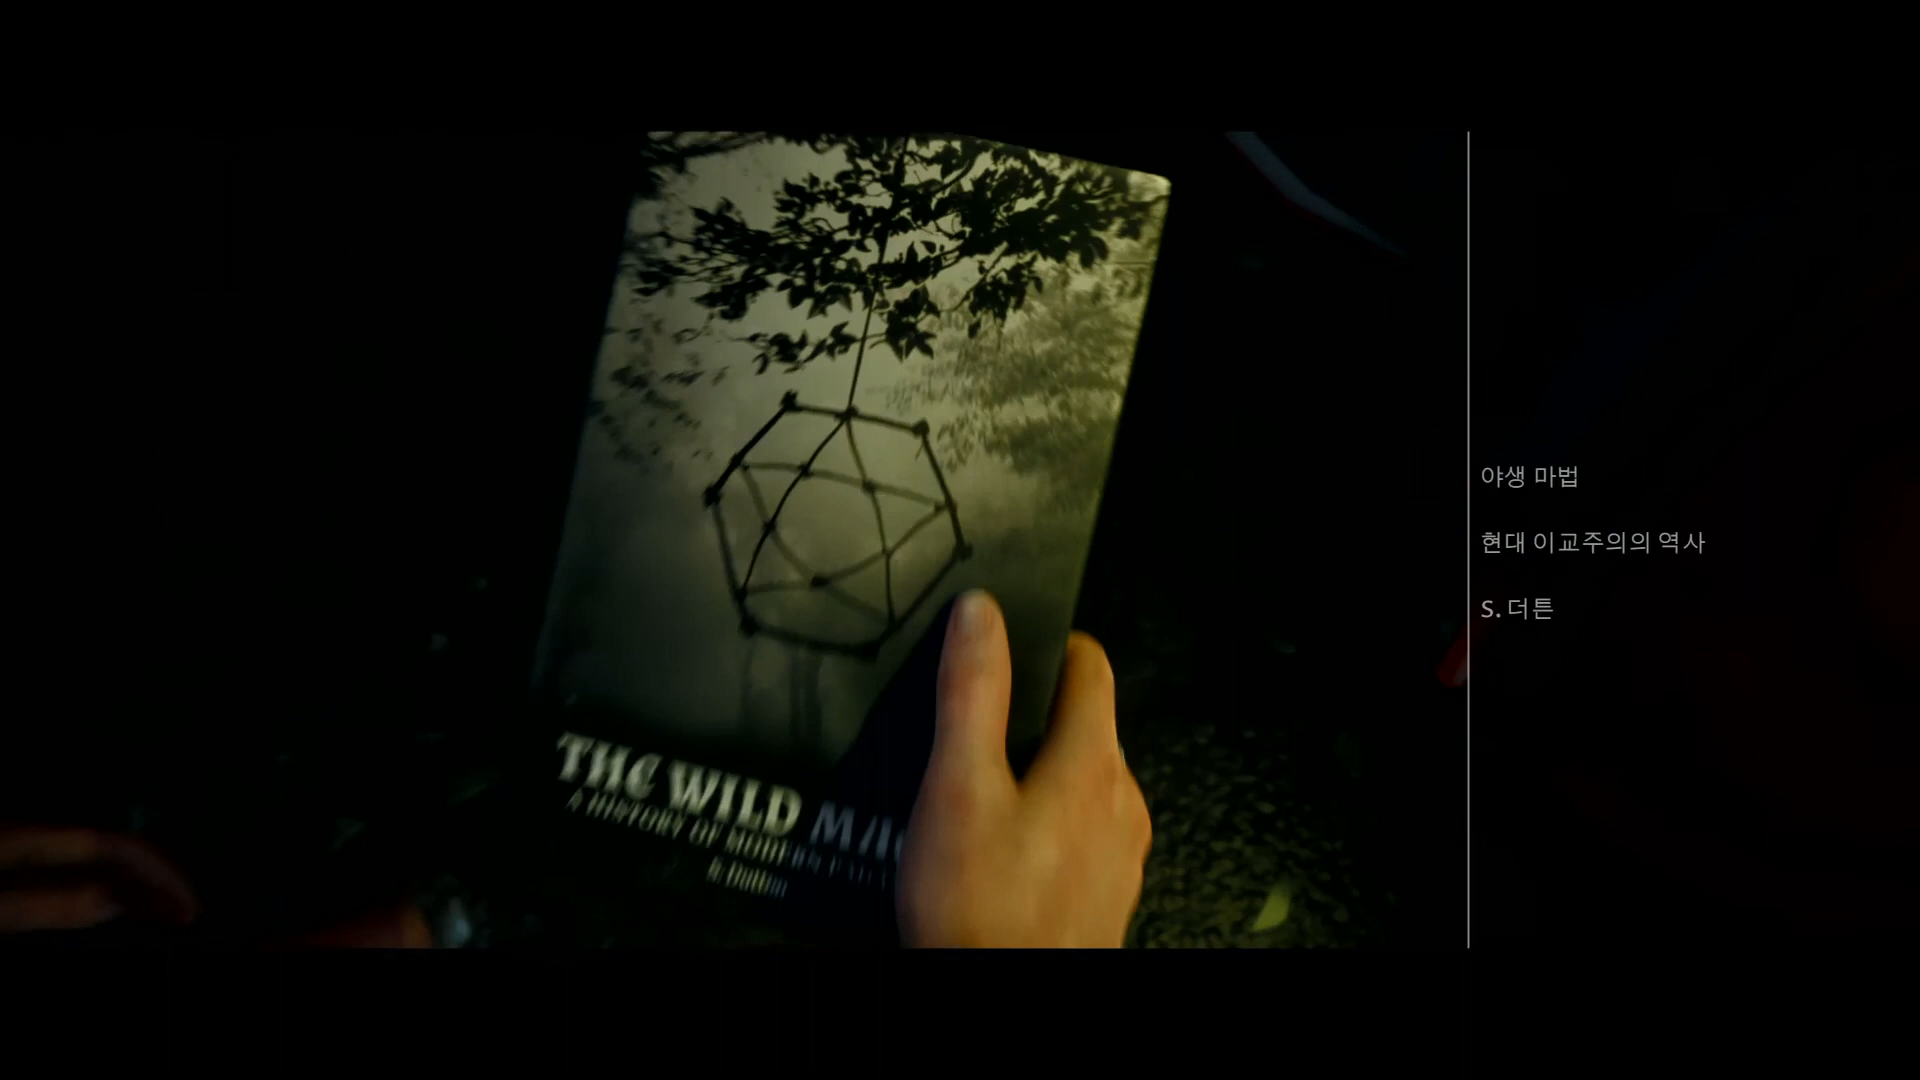 THE WILD
A HISTORY OF MODERN
야생 마법
현대 이교주의의 역사
S. 더튼